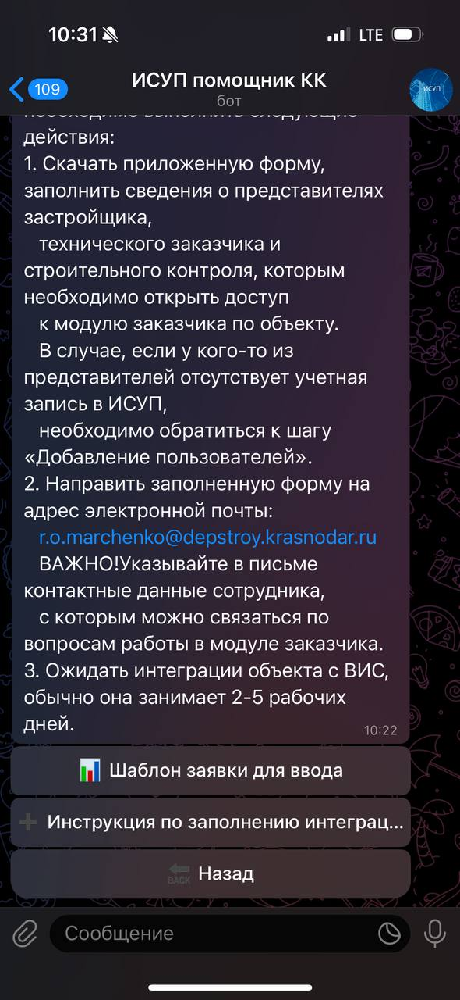 10:31
LTE
109
ИСУП помощник КК
бот
ИСУП
необходимо выполнить следующие
действия:
1. Скачать приложенную форму,
заполнить сведения о представителях
застройщика,
технического заказчика и
строительного контроля, которым
необходимо открыть доступ
к модулю заказчика по объекту.
В случае, если у кого-то из
представителей отсутствует учетная
запись в ИСУП,
необходимо обратиться к шагу
«Добавление пользователей».
2. Направить заполненную форму на
адрес электронной почты:
r.o.marchenko@depstroy.krasnodar.ru
ВАЖНО!Указывайте в письме
контактные данные сотрудника,
с которым можно связаться по
вопросам работы в модуле заказчика.
3. Ожидать интеграции объекта с ВИС,
обычно она занимает 2-5 рабочих
дней.
10:22
Шаблон заявки для ввода
Инструкция по заполнению интеграц...
BACK Назад
Сообщение